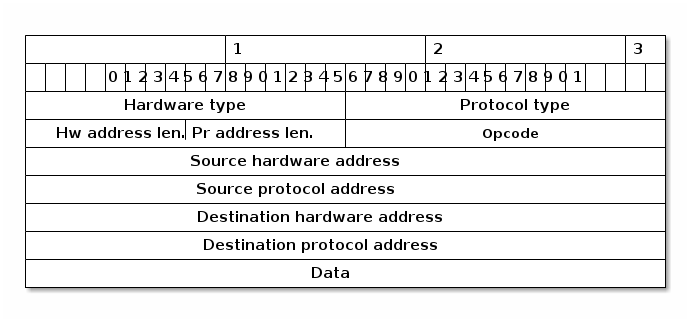 1 2 3
0 1 2 3 4 5 6 7 8 9 0 1 2 3 4 5 6 7 8 9 0 1 2 3 4 5 6 7 8 9 0 1
Hardware type Protocol type
Hw address len. Pr address len. Opcode
Source hardware address
Source protocol address
Destination hardware address
Destination protocol address
Data